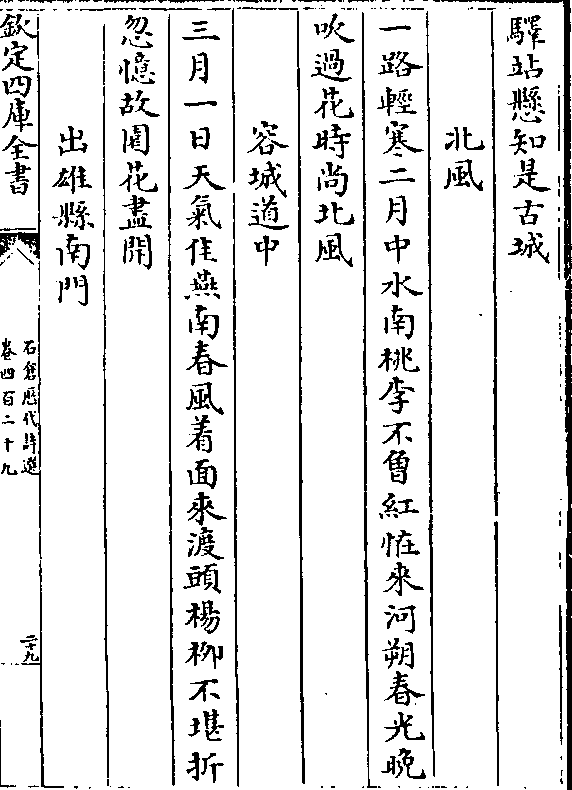 驛站懸知是古城
北風
一路輕寒二月中水南桃李不曾紅怪來河朔春光晚
吹過花時尚北風
容城道中
三月一日天氣佳燕南春風着面來渡頭楊柳不堪折
忽憶故園花盡開
出雄縣南門
欽定四庫全書
石倉歷代詩選
卷四百二十九
二十九